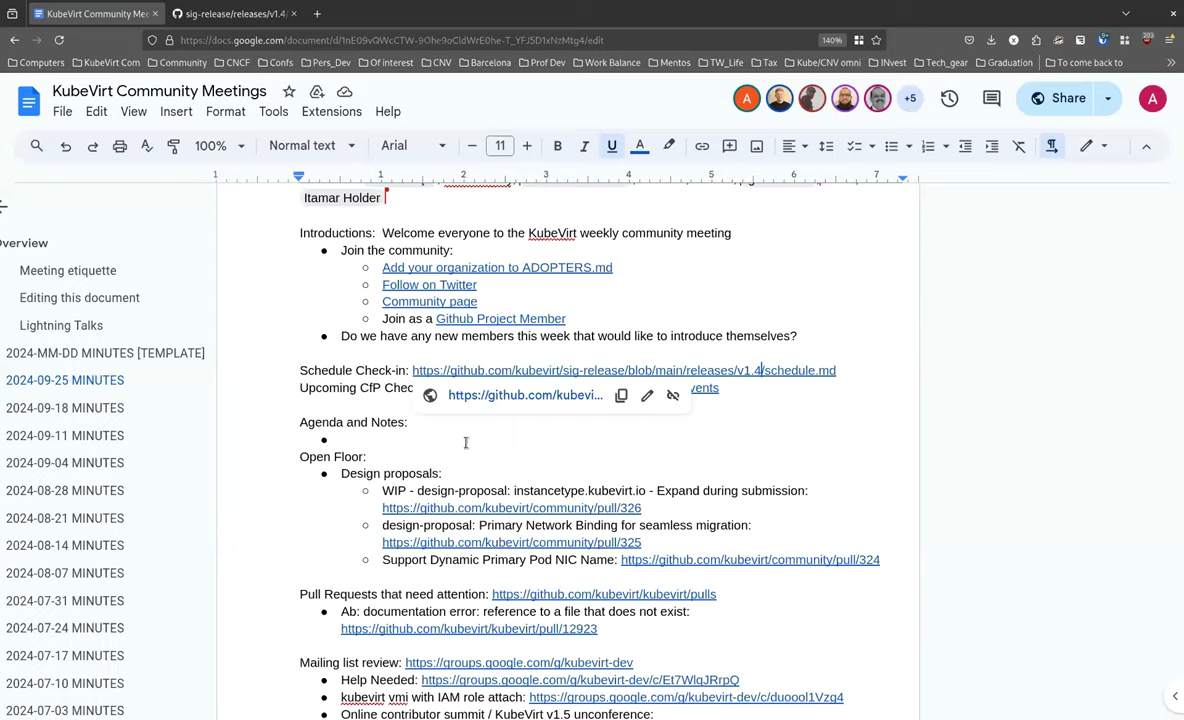 KubeVirt Community Mee
sig-release/releases/v1.4
https://docs.google.com/document/d/1nE09vQWcCTW-9Ohe9oCldWrE0he-T_YFJ5D1xNzMtg4/edit
140%
203
Computers
KubeVirt Com
Community
CNCF
Confs
Pers_Dev
Of interest
CNV
Barcelona
Prof Dev
Work Balance
Mentos
TW_Life
Tax
Kube/CNV omni
INvest
Tech_gear
Graduation
To come back to
KubeVirt Community Meetings
File Edit View Insert Format Tools Extensions Help
A
+5
Share
A
100%
Normal text
Arial
11
B I U A
1 1 2 3 4 5 6 7
Overview
Meeting etiquette
Editing this document
Lightning Talks
2024-MM-DD MINUTES [TEMPLATE]
2024-09-25 MINUTES
2024-09-18 MINUTES
2024-09-11 MINUTES
2024-09-04 MINUTES
2024-08-28 MINUTES
2024-08-21 MINUTES
2024-08-14 MINUTES
2024-08-07 MINUTES
2024-07-31 MINUTES
2024-07-24 MINUTES
2024-07-17 MINUTES
2024-07-10 MINUTES
2024-07-03 MINUTES
Itamar Holder
Introductions: Welcome everyone to the KubeVirt weekly community meeting
● Join the community:
○ Add your organization to ADOPTERS.md
○ Follow on Twitter
○ Community page
○ Join as a Github Project Member
● Do we have any new members this week that would like to introduce themselves?
Schedule Check-in: https://github.com/kubevirt/sig-release/blob/main/releases/v1.4/schedule.md
Upcoming CfP Chec
vents
https://github.com/kubevi...
Agenda and Notes:
●
Open Floor:
● Design proposals:
○ WIP - design-proposal: instancetype.kubevirt.io - Expand during submission:
https://github.com/kubevirt/community/pull/326
○ design-proposal: Primary Network Binding for seamless migration:
https://github.com/kubevirt/community/pull/325
○ Support Dynamic Primary Pod NIC Name: https://github.com/kubevirt/community/pull/324
Pull Requests that need attention: https://github.com/kubevirt/kubevirt/pulls
● Ab: documentation error: reference to a file that does not exist:
https://github.com/kubevirt/kubevirt/pull/12923
Mailing list review: https://groups.google.com/g/kubevirt-dev
● Help Needed: https://groups.google.com/g/kubevirt-dev/c/Et7WlqJRrpQ
● kubevirt vmi with IAM role attach: https://groups.google.com/g/kubevirt-dev/c/duoool1Vzg4
● Online contributor summit / KubeVirt v1.5 unconference: